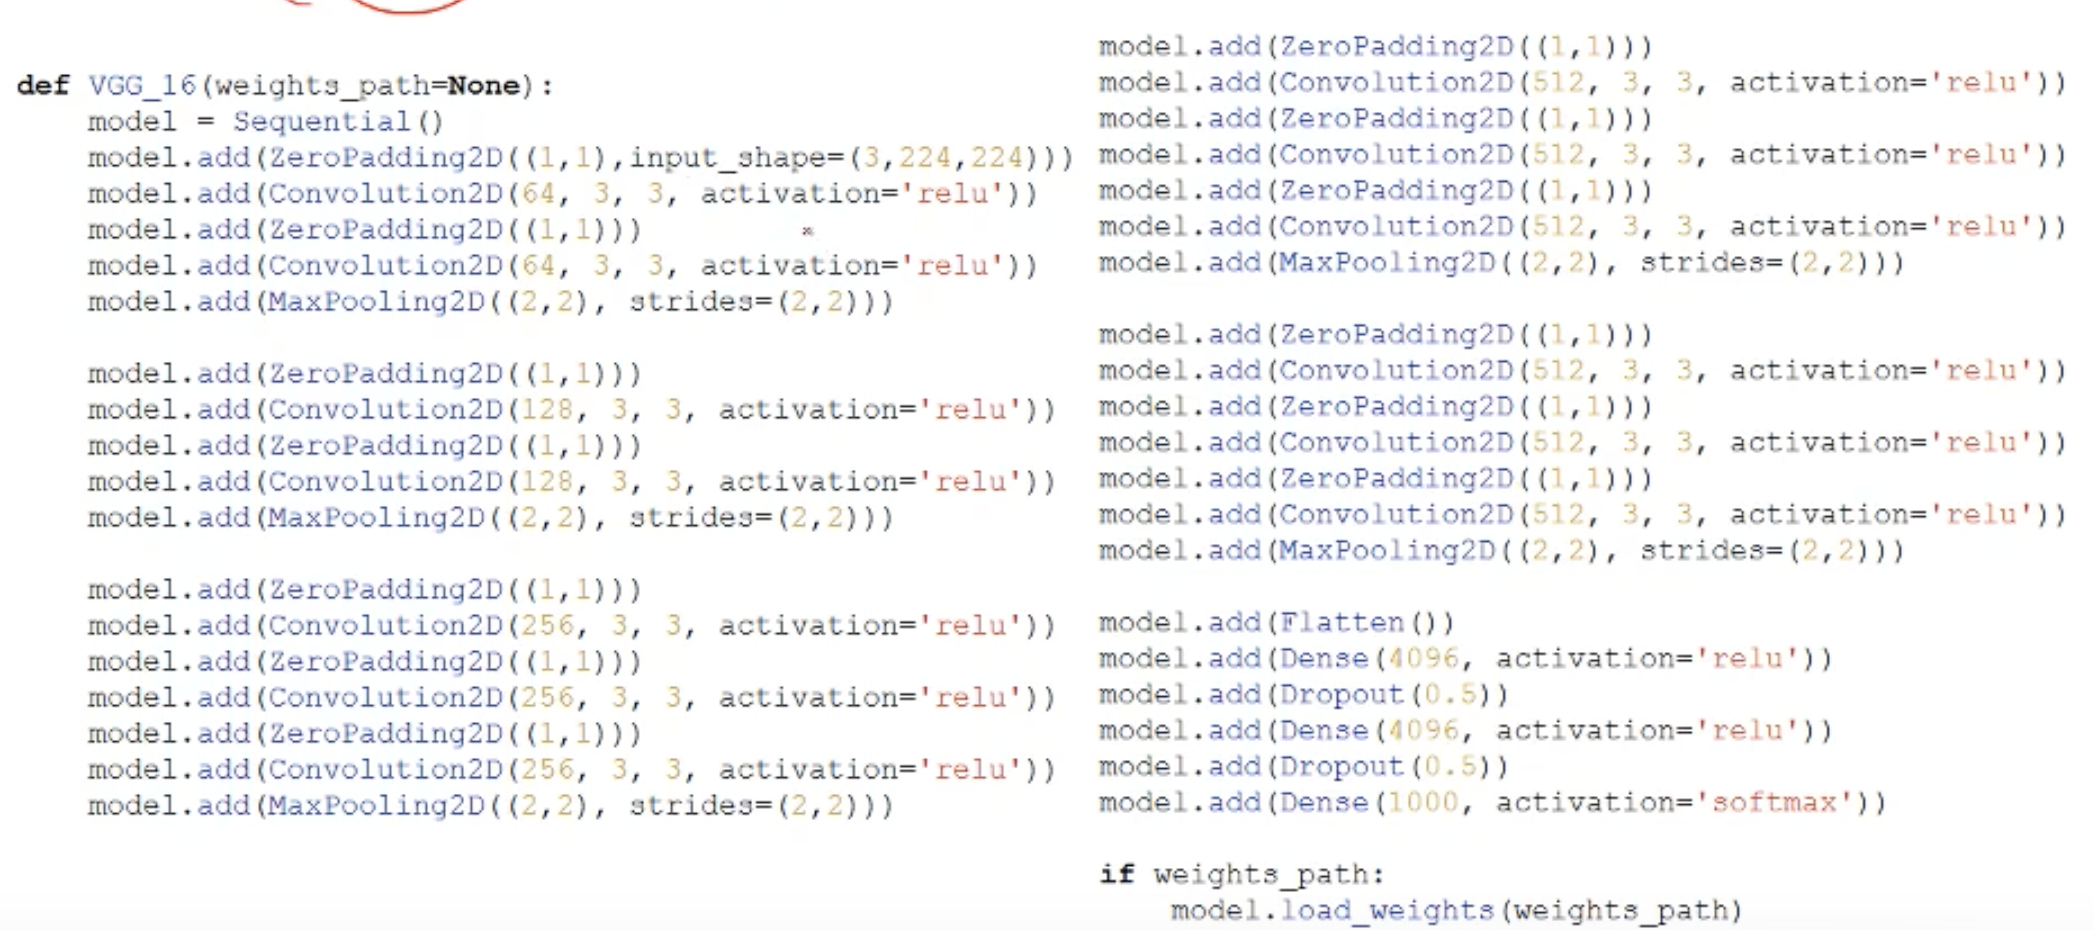 def VGG_16(weights_path=None):
    model = Sequential()
    model.add(ZeroPadding2D((1,1),input_shape=(3,224,224)))
    model.add(Convolution2D(64, 3, 3, activation='relu'))
    model.add(ZeroPadding2D((1,1)))
    model.add(Convolution2D(64, 3, 3, activation='relu'))
    model.add(MaxPooling2D((2,2), strides=(2,2)))

    model.add(ZeroPadding2D((1,1)))
    model.add(Convolution2D(128, 3, 3, activation='relu'))
    model.add(ZeroPadding2D((1,1)))
    model.add(Convolution2D(128, 3, 3, activation='relu'))
    model.add(MaxPooling2D((2,2), strides=(2,2)))

    model.add(ZeroPadding2D((1,1)))
    model.add(Convolution2D(256, 3, 3, activation='relu'))
    model.add(ZeroPadding2D((1,1)))
    model.add(Convolution2D(256, 3, 3, activation='relu'))
    model.add(ZeroPadding2D((1,1)))
    model.add(Convolution2D(256, 3, 3, activation='relu'))
    model.add(MaxPooling2D((2,2), strides=(2,2)))

    model.add(ZeroPadding2D((1,1)))
    model.add(Convolution2D(512, 3, 3, activation='relu'))
    model.add(ZeroPadding2D((1,1)))
    model.add(Convolution2D(512, 3, 3, activation='relu'))
    model.add(ZeroPadding2D((1,1)))
    model.add(Convolution2D(512, 3, 3, activation='relu'))
    model.add(MaxPooling2D((2,2), strides=(2,2)))

    model.add(ZeroPadding2D((1,1)))
    model.add(Convolution2D(512, 3, 3, activation='relu'))
    model.add(ZeroPadding2D((1,1)))
    model.add(Convolution2D(512, 3, 3, activation='relu'))
    model.add(ZeroPadding2D((1,1)))
    model.add(Convolution2D(512, 3, 3, activation='relu'))
    model.add(MaxPooling2D((2,2), strides=(2,2)))

    model.add(Flatten())
    model.add(Dense(4096, activation='relu'))
    model.add(Dropout(0.5))
    model.add(Dense(4096, activation='relu'))
    model.add(Dropout(0.5))
    model.add(Dense(1000, activation='softmax'))

    if weights_path:
        model.load_weights(weights_path)